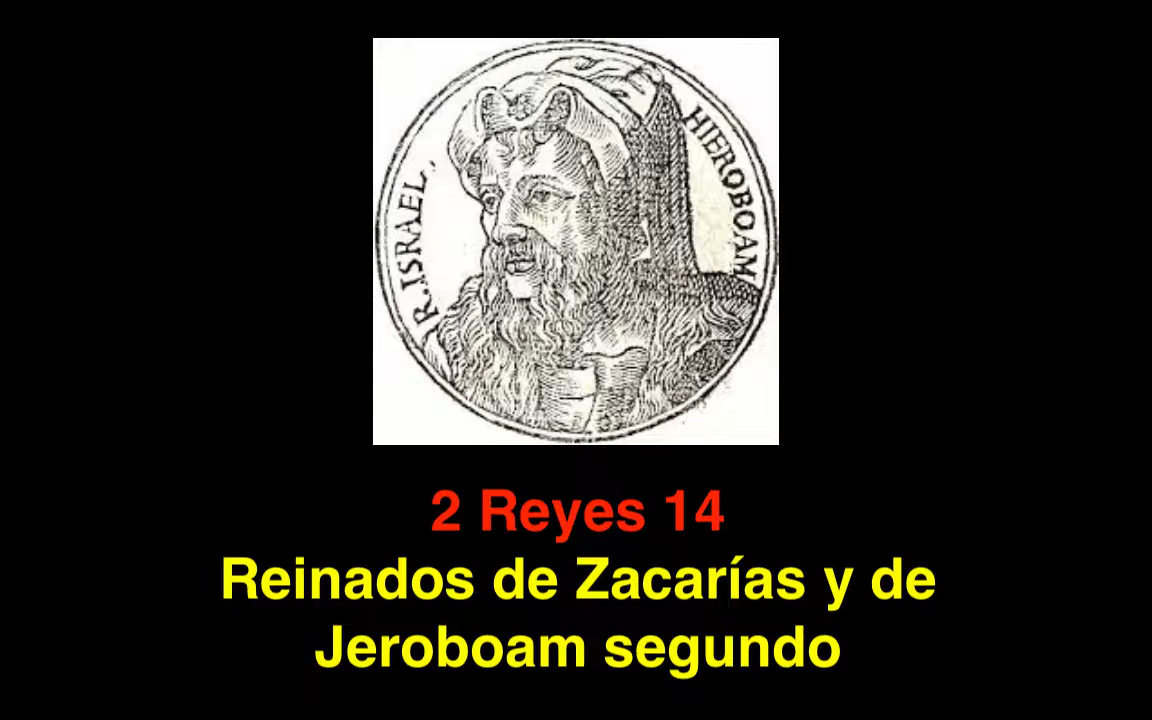 R. ISRAEL.
HIEROBOAM
2 Reyes 14
Reinados de Zacarías y de
Jeroboam segundo